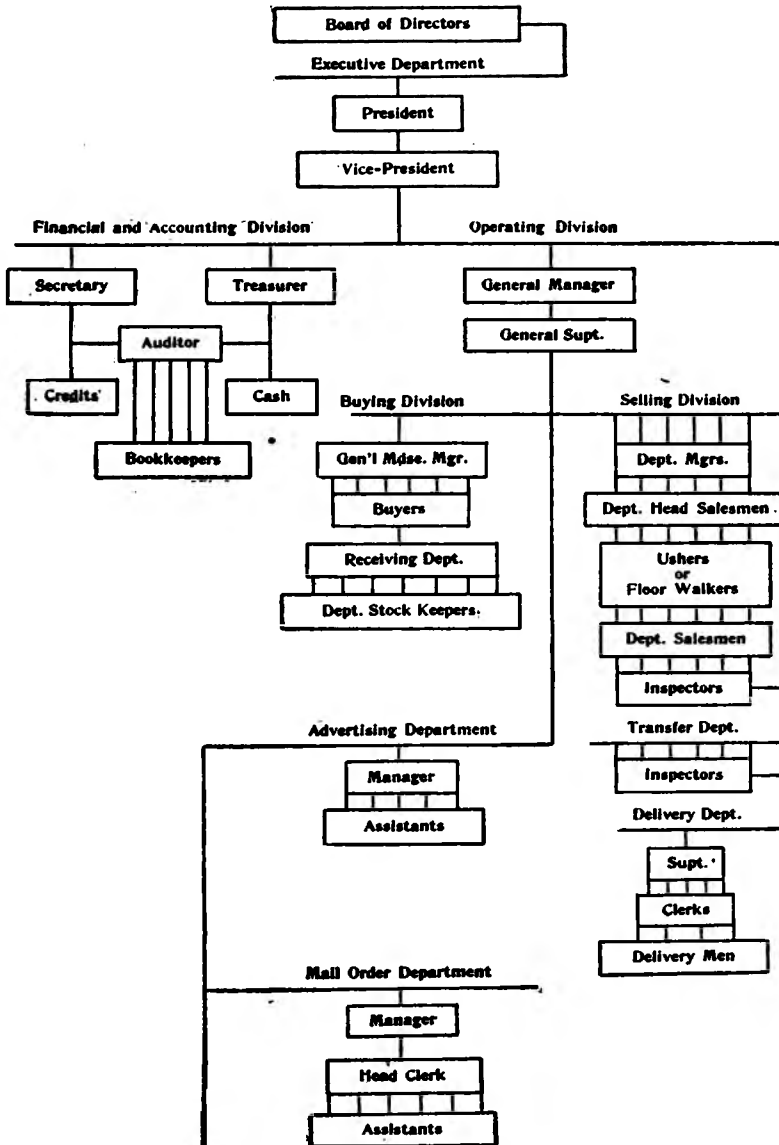 Board of Directors
Executive Department
President
Vice-President
Financial and Accounting Division
Operating Division
Secretary
Treasurer
General Manager
Auditor
General Supt.
Credits
Cash
Buying Division
Selling Division
Bookkeepers
Gen'l Mdse. Mgr.
Dept. Mgrs.
Buyers
Dept. Head Salesmen
Receiving Dept.
Ushers
or
Floor Walkers
Dept. Stock Keepers.
Dept. Salesmen
Inspectors
Advertising Department
Transfer Dept.
Manager
Inspectors
Assistants
Delivery Dept.
Supt.
Clerks
Delivery Men
Mail Order Department
Manager
Head Clerk
Assistants